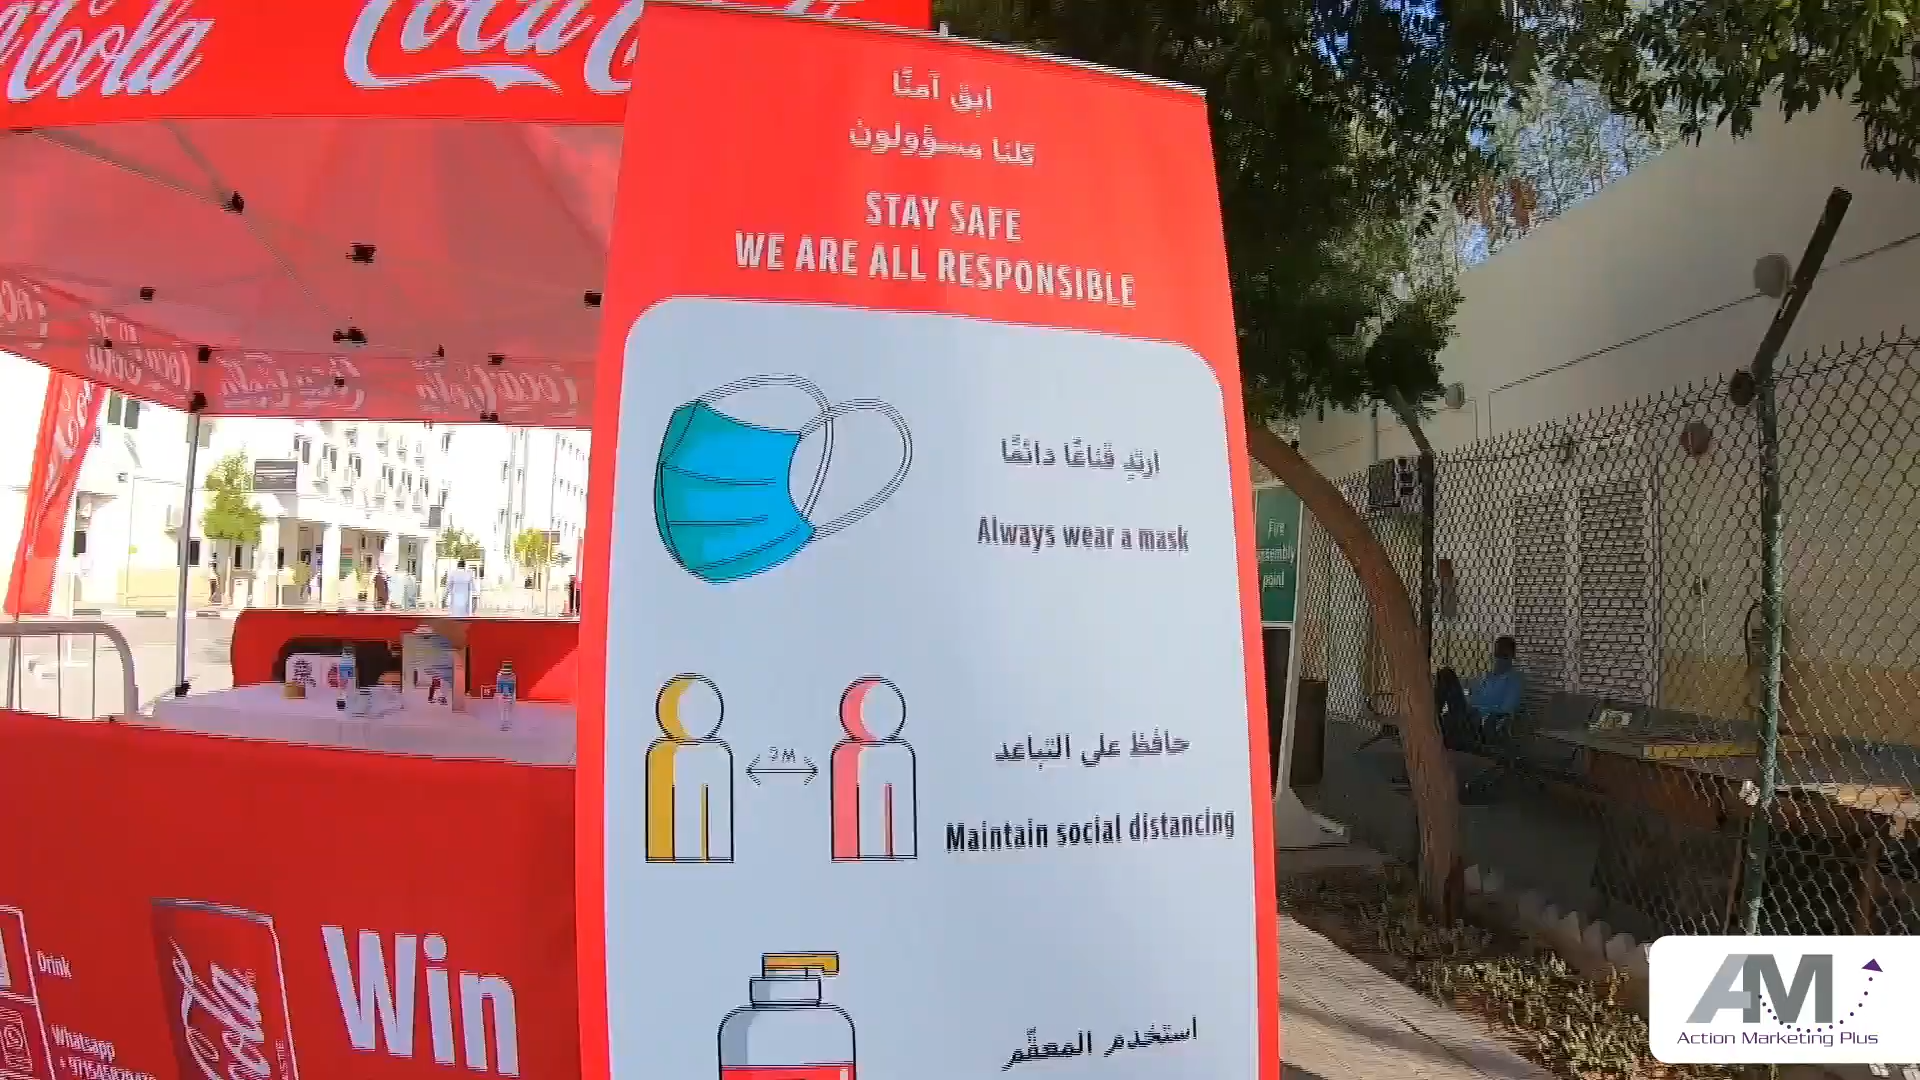 Coca-Cola
ابقَ آمنًا
كلنا مسؤولون
STAY SAFE
WE ARE ALL RESPONSIBLE
ارتدِ قناعًا دائمًا
Always wear a mask
حافظ على التباعد
Maintain social distancing
استخدم المعقّم
Fire
assembly
point
Drink
Whatsapp
Win
AM
Action Marketing Plus